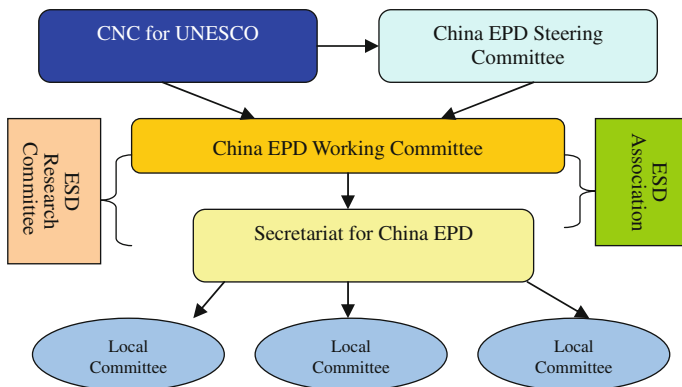 CNC for UNESCO
China EPD Steering
Committee
ESD
Research
Committee
China EPD Working Committee
ESD
Association
Secretariat for China EPD
Local
Committee
Local
Committee
Local
Committee